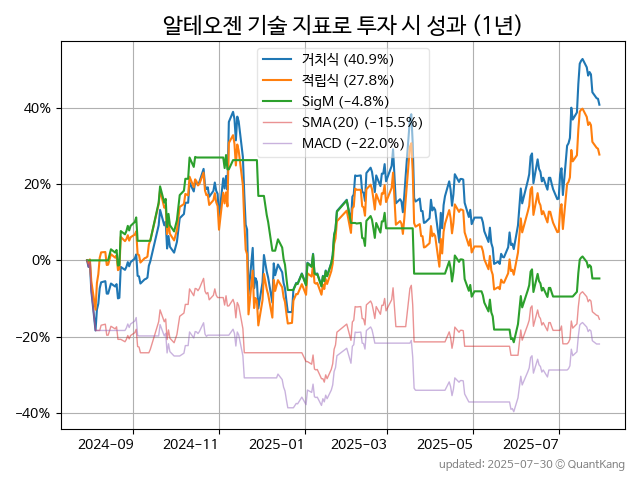 알테오젠 기술 지표로 투자 시 성과 (1년)
거치식 (40.9%)
적립식 (27.8%)
SigM (−4.8%)
SMA(20) (−15.5%)
MACD (−22.0%)
40%
20%
0%
−20%
−40%
2024-09 2024-11 2025-01 2025-03 2025-05 2025-07
updated: 2025-07-30 © QuantKang